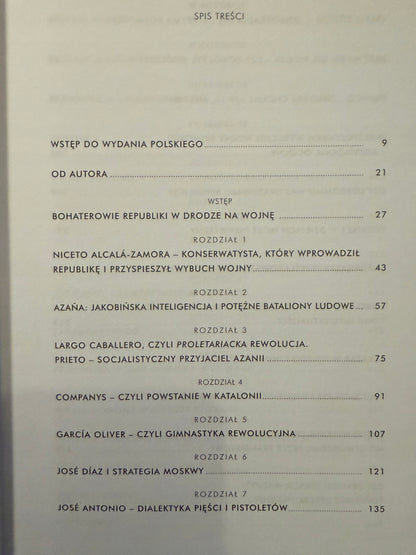 SPIS TREŚCI
WSTĘP DO WYDANIA POLSKIEGO 9
OD AUTORA 21
WSTĘP
BOHATEROWIE REPUBLIKI W DRODZE NA WOJNĘ 27
ROZDZIAŁ 1
NICETO ALCALÁ-ZAMORA – KONSERWATYSTA, KTÓRY WPROWADZIŁ
REPUBLIKĘ I PRZYSPIESZYŁ WYBUCH WOJNY 43
ROZDZIAŁ 2
AZAÑA: JAKOBIŃSKA INTELIGENCJA I POTĘŻNE BATALIONY LUDOWE 57
ROZDZIAŁ 3
LARGO CABALLERO, CZYLI PROLETARIACKA REWOLUCJA.
PRIETO – SOCJALISTYCZNY PRZYJACIEL AZANII 75
ROZDZIAŁ 4
COMPANYS – CZYLI POWSTANIE W KATALONII 91
ROZDZIAŁ 5
GARCÍA OLIVER – CZYLI GIMNASTYKA REWOLUCYJNA 107
ROZDZIAŁ 6
JOSÉ DÍAZ I STRATEGIA MOSKWY 121
ROZDZIAŁ 7
JOSÉ ANTONIO – DIALEKTYKA PIĘŚCI I PISTOLETÓW 135